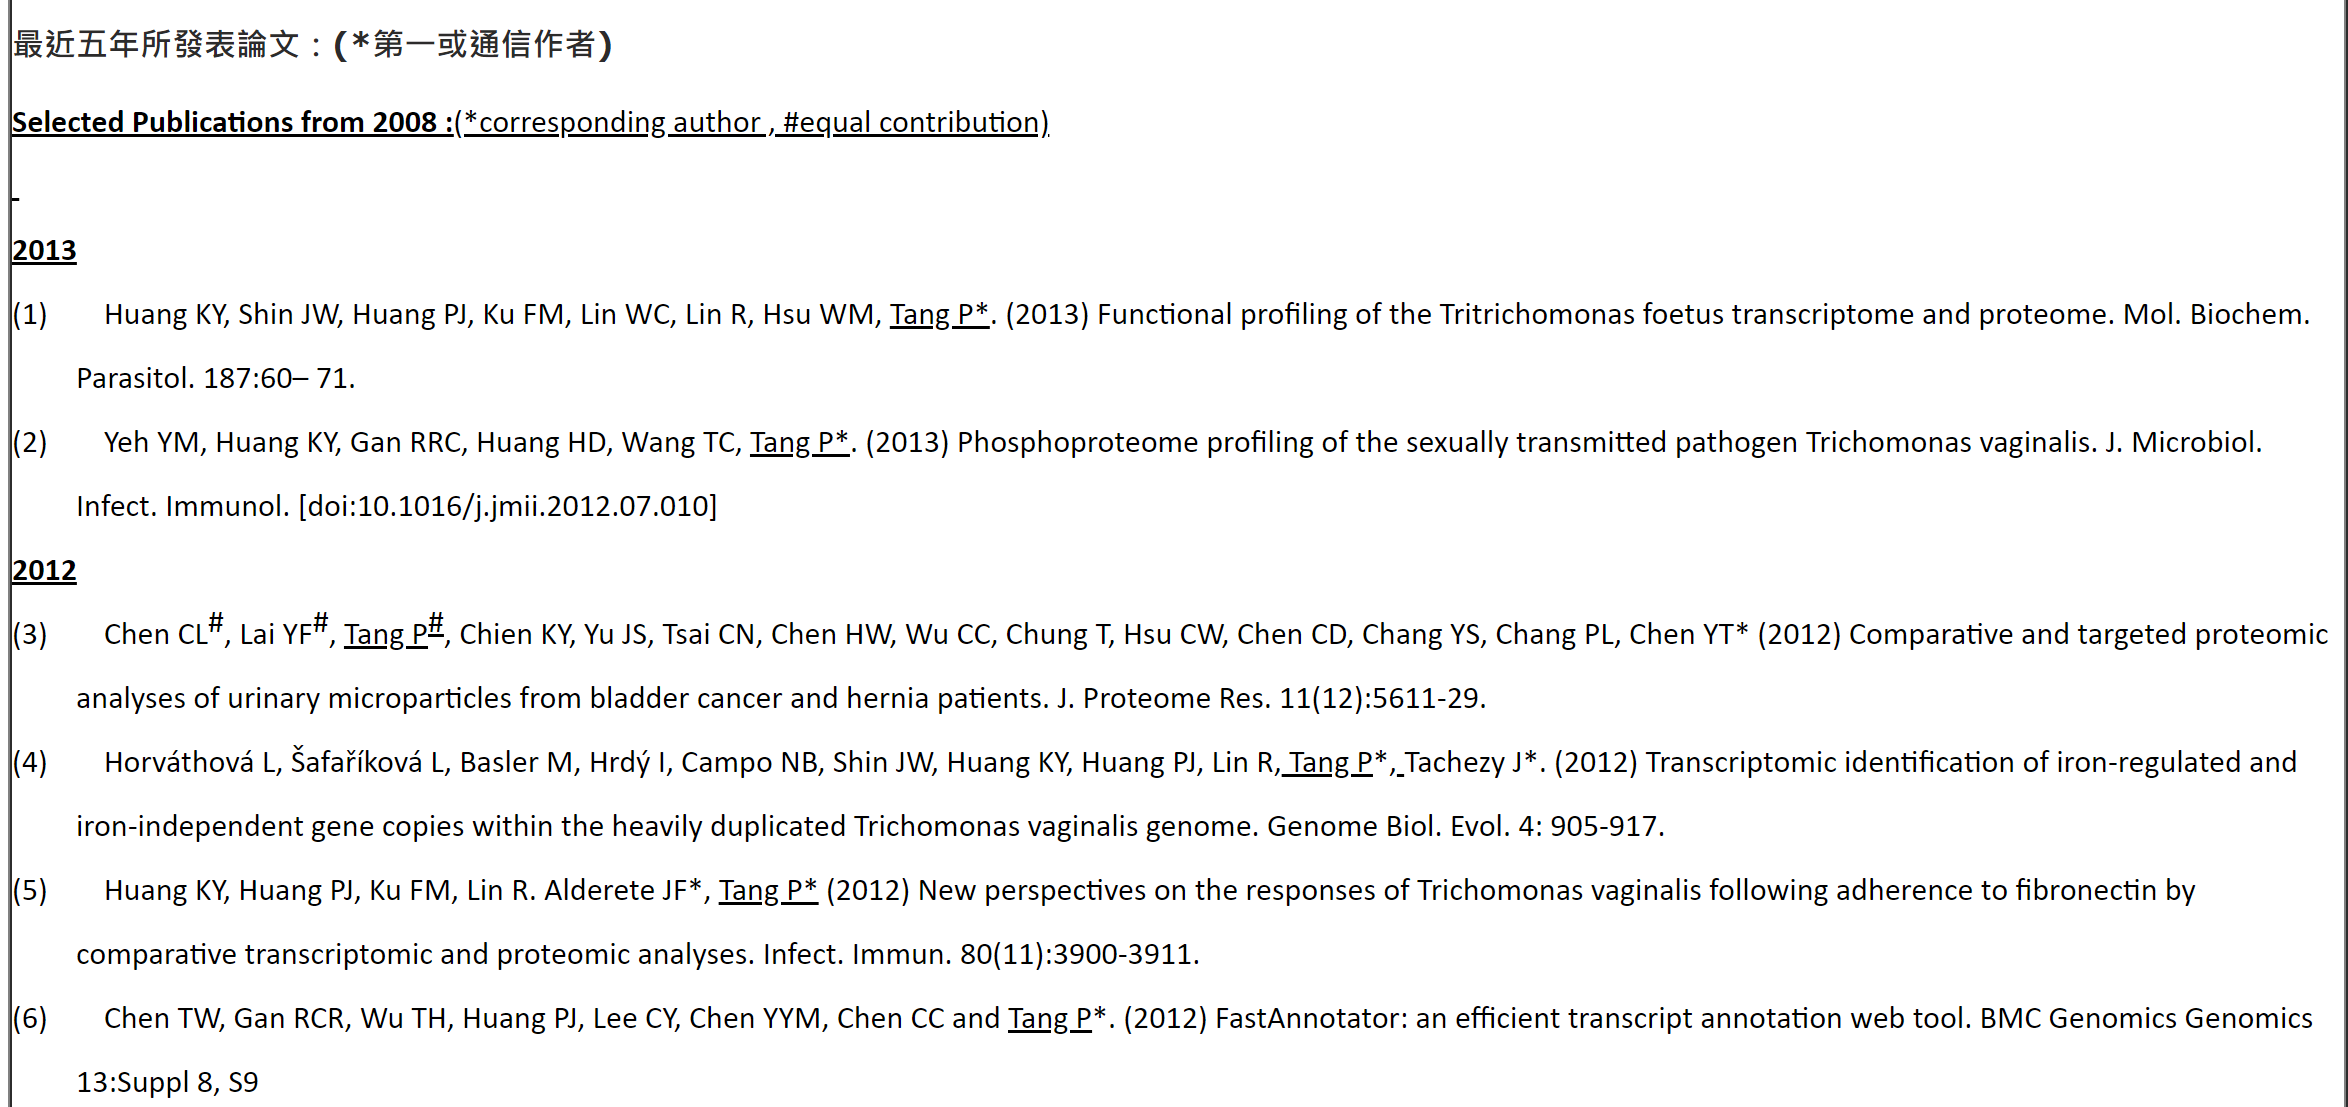 最近五年所發表論文：(*第一或通信作者)
Selected Publications from 2008 :(*corresponding author , #equal contribution)
2013
(1) Huang KY, Shin JW, Huang PJ, Ku FM, Lin WC, Lin R, Hsu WM, Tang P*. (2013) Functional profiling of the Tritrichomonas foetus transcriptome and proteome. Mol. Biochem.
Parasitol. 187:60– 71.
(2) Yeh YM, Huang KY, Gan RRC, Huang HD, Wang TC, Tang P*. (2013) Phosphoproteome profiling of the sexually transmitted pathogen Trichomonas vaginalis. J. Microbiol.
Infect. Immunol. [doi:10.1016/j.jmii.2012.07.010]
2012
(3) Chen CL#, Lai YF#, Tang P#, Chien KY, Yu JS, Tsai CN, Chen HW, Wu CC, Chung T, Hsu CW, Chen CD, Chang YS, Chang PL, Chen YT* (2012) Comparative and targeted proteomic
analyses of urinary microparticles from bladder cancer and hernia patients. J. Proteome Res. 11(12):5611-29.
(4) Horváthová L, Šafaříková L, Basler M, Hrdý I, Campo NB, Shin JW, Huang KY, Huang PJ, Lin R, Tang P*, Tachezy J*. (2012) Transcriptomic identification of iron-regulated and
iron-independent gene copies within the heavily duplicated Trichomonas vaginalis genome. Genome Biol. Evol. 4: 905-917.
(5) Huang KY, Huang PJ, Ku FM, Lin R. Alderete JF*, Tang P* (2012) New perspectives on the responses of Trichomonas vaginalis following adherence to fibronectin by
comparative transcriptomic and proteomic analyses. Infect. Immun. 80(11):3900-3911.
(6) Chen TW, Gan RCR, Wu TH, Huang PJ, Lee CY, Chen YYM, Chen CC and Tang P*. (2012) FastAnnotator: an efficient transcript annotation web tool. BMC Genomics Genomics
13:Suppl 8, S9